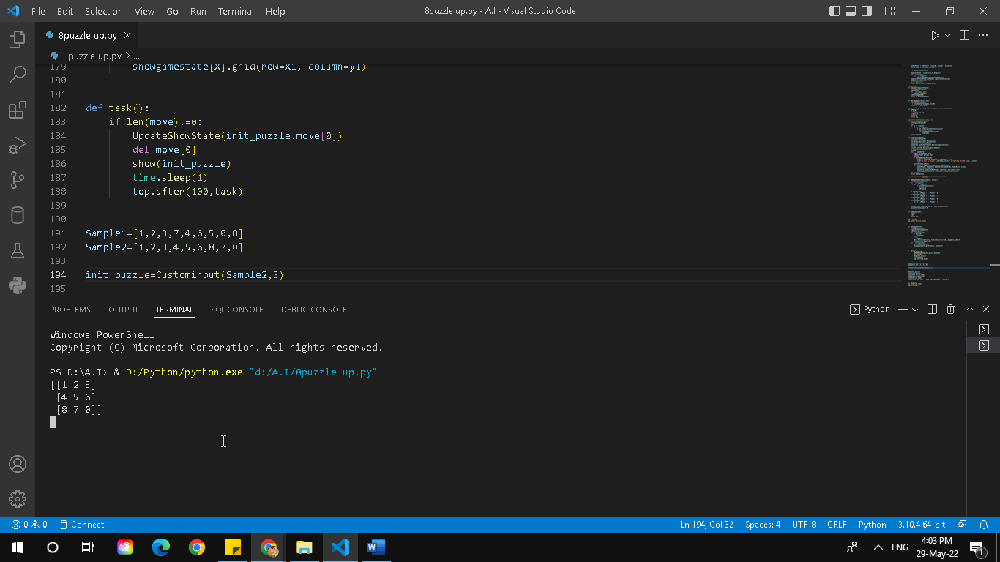 File Edit Selection View Go Run Terminal Help 8puzzle up.py - A.I - Visual Studio Code
8puzzle up.py
8puzzle up.py > ...
179 showgamestate[x].grid(row=x1, column=y1)
180
181
182 def task():
183 if len(move)!=0:
184 UpdateShowState(init_puzzle,move[0])
185 del move[0]
186 show(init_puzzle)
187 time.sleep(1)
188 top.after(100,task)
189
190
191 Sample1=[1,2,3,7,4,6,5,0,8]
192 Sample2=[1,2,3,4,5,6,8,7,0]
193
194 init_puzzle=Custominput(Sample2,3)
195
PROBLEMS OUTPUT TERMINAL SQL CONSOLE DEBUG CONSOLE Python
Windows PowerShell
Copyright (C) Microsoft Corporation. All rights reserved.
PS D:\A.I> & D:/Python/python.exe "d:/A.I/8puzzle up.py"
[[1 2 3]
[4 5 6]
[8 7 0]]
0 0 Connect Ln 194, Col 32 Spaces: 4 UTF-8 CRLF Python 3.10.4 64-bit
ENG 4:03 PM
29-May-22 1